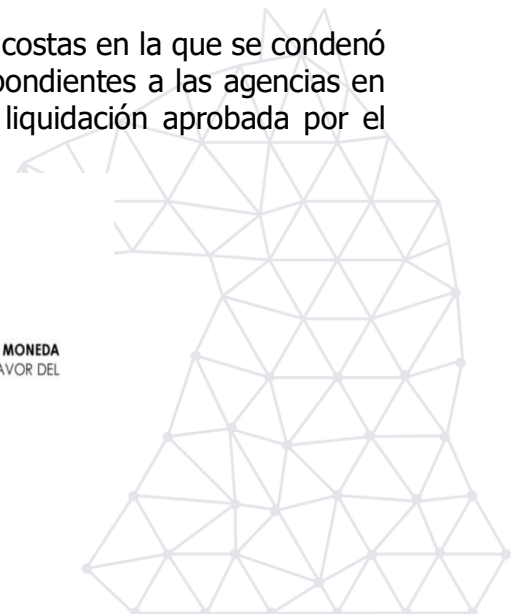 costas en la que se condenó
pondientes a las agencias en
liquidación aprobada por el
MONEDA
AVOR DEL